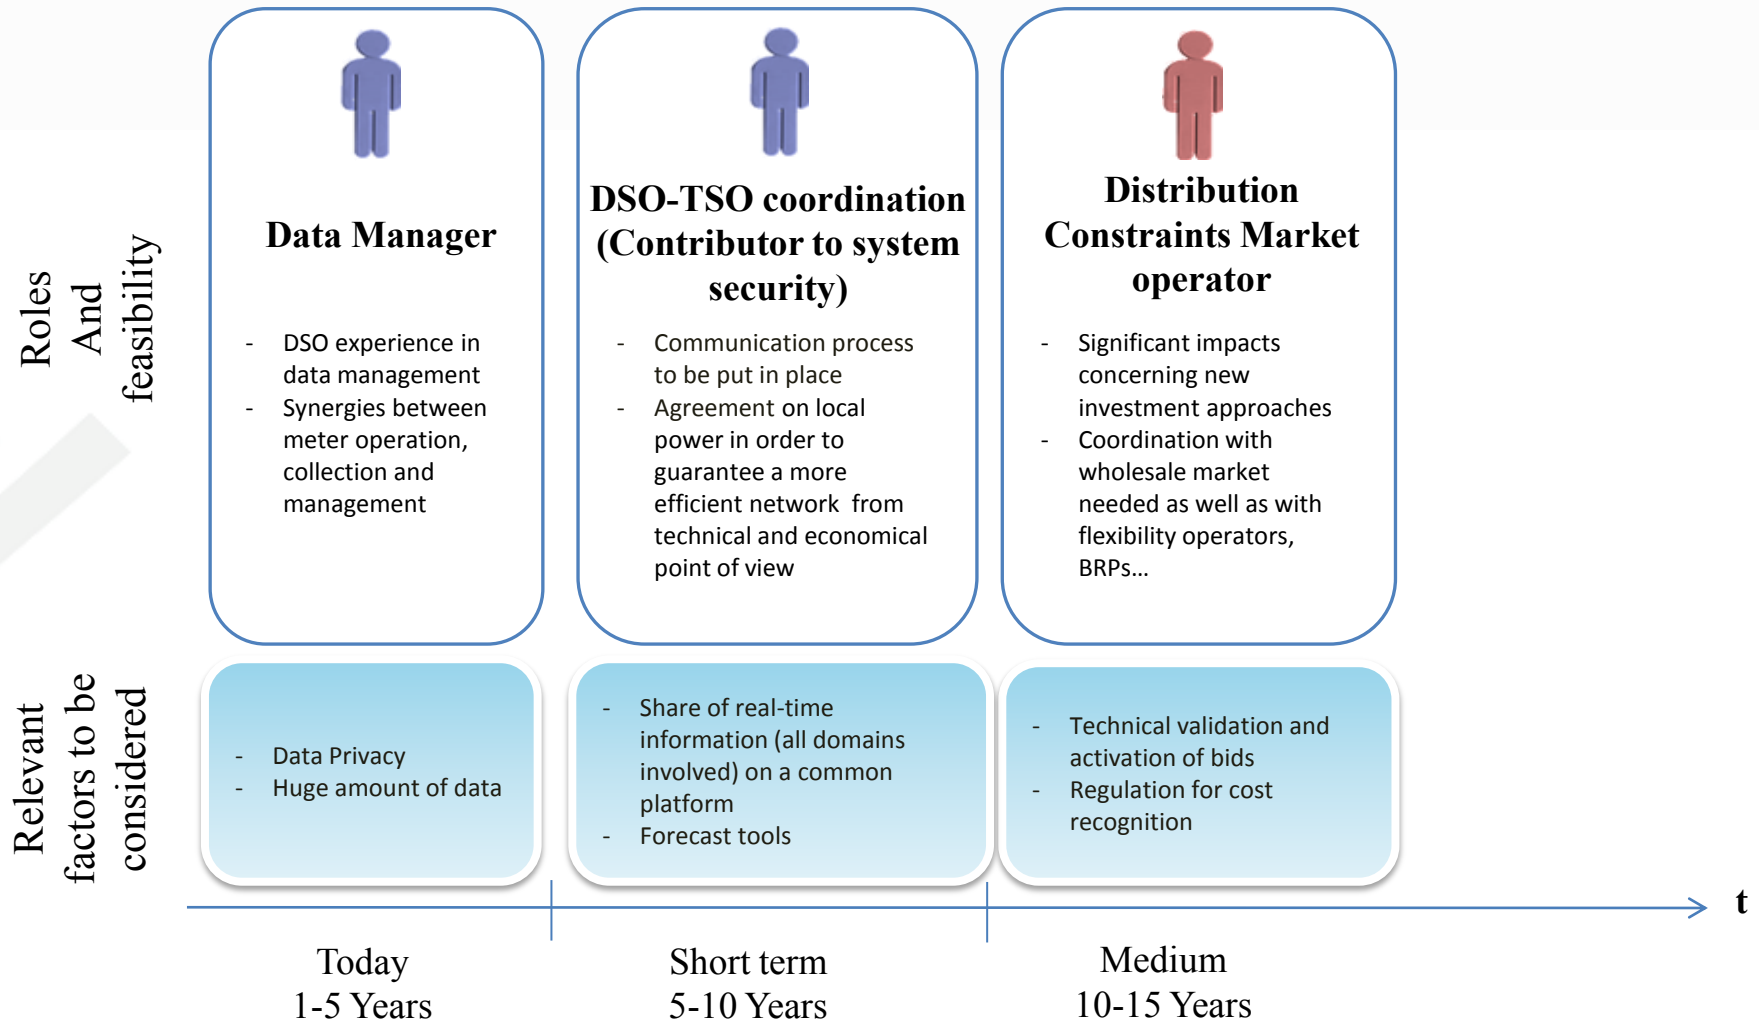 Roles
And
feasibility
Data Manager
- DSO experience in
data management
- Synergies between
meter operation,
collection and
management
DSO-TSO coordination
(Contributor to system
security)
- Communication process
to be put in place
- Agreement on local
power in order to
guarantee a more
efficient network from
technical and economical
point of view
Distribution
Constraints Market
operator
- Significant impacts
concerning new
investment approaches
- Coordination with
wholesale market
needed as well as with
flexibility operators,
BRPs...
Relevant
factors to be
considered
- Data Privacy
- Huge amount of data
- Share of real-time
information (all domains
involved) on a common
platform
- Forecast tools
- Technical validation and
activation of bids
- Regulation for cost
recognition
t
Today
1-5 Years
Short term
5-10 Years
Medium
10-15 Years